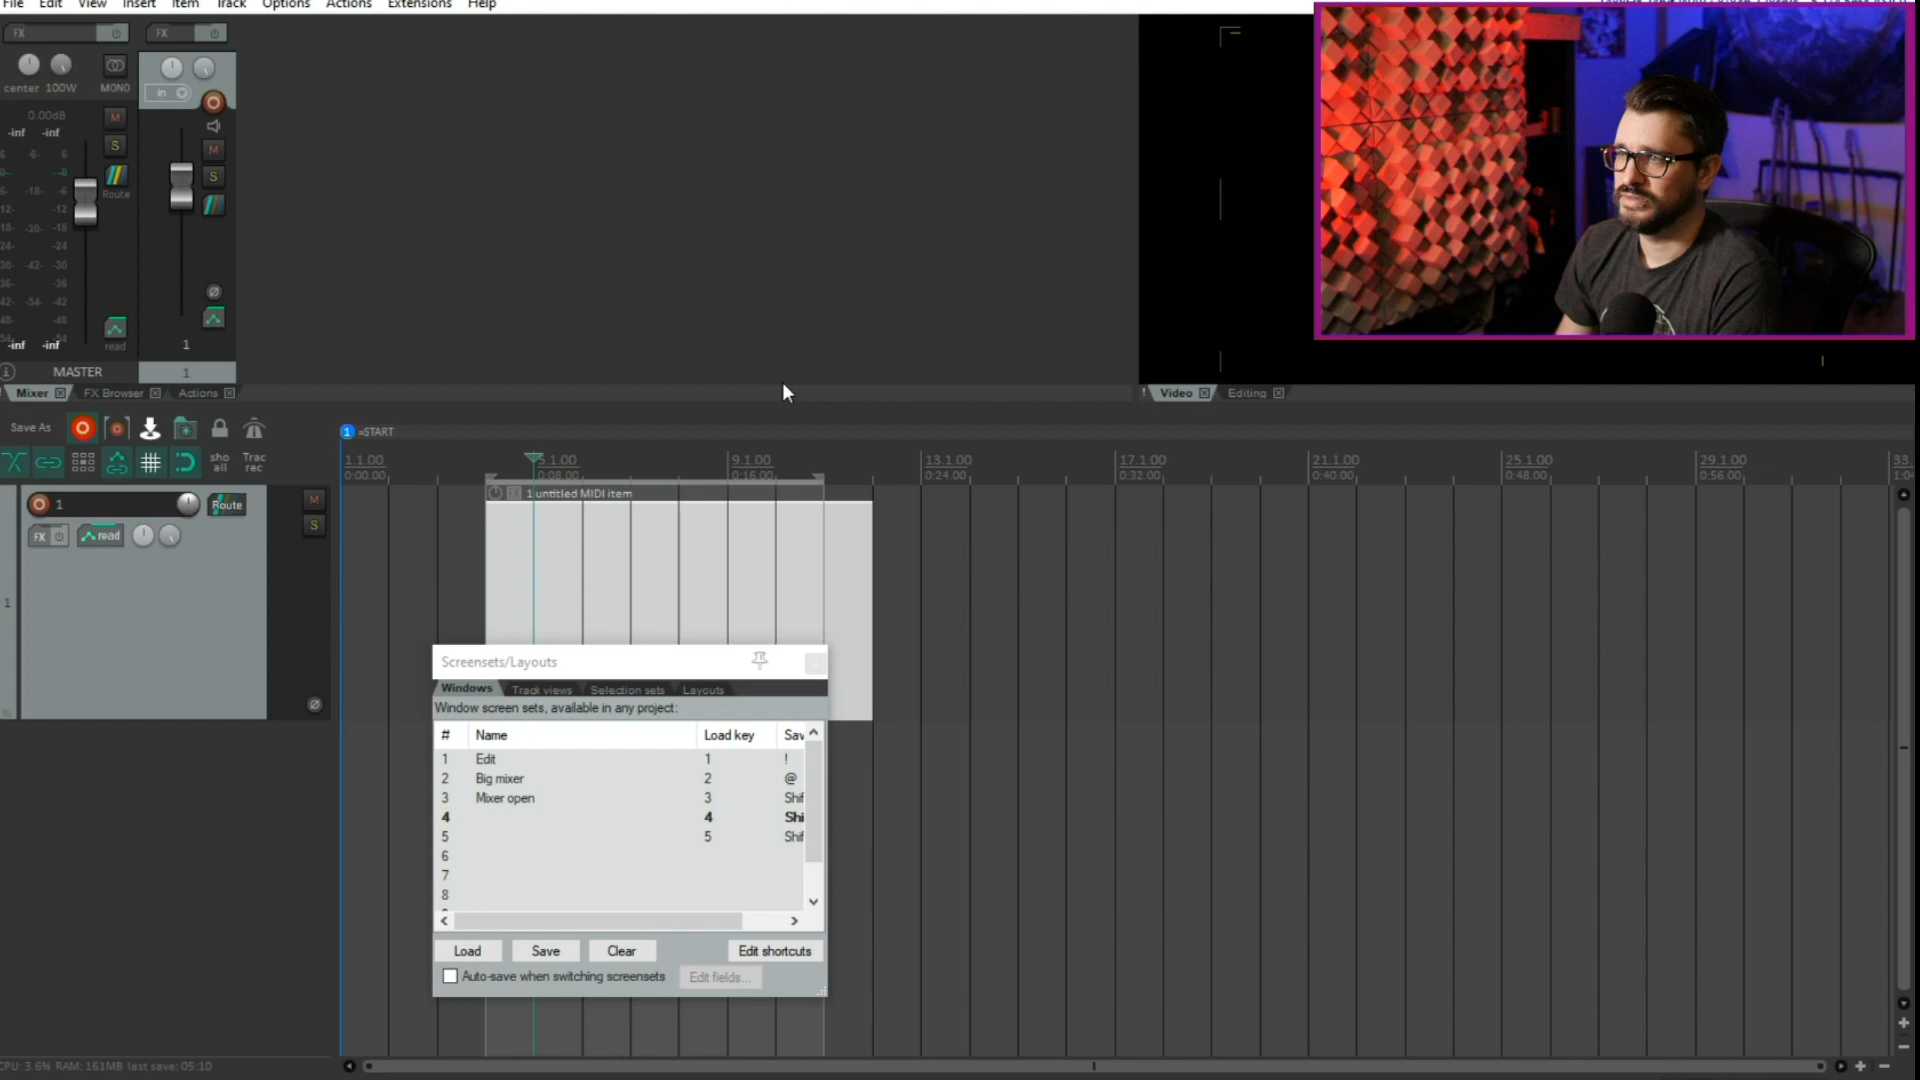 File Edit View Insert Item Track Options Actions Extensions Help
FX FX
center 100W MONO in
0.00dB M
-inf -inf
S M
Route S
-inf -inf read 1
MASTER 1
Mixer FX Browser Actions Video Editing
Save As
1 =START
sho all Trac rec
1.1.00 5.1.00 9.1.00 13.1.00 17.1.00 21.1.00 25.1.00 29.1.00 33.
0:00.00 0:08.00 0:16.00 0:24.00 0:32.00 0:40.00 0:48.00 0:56.00 1:04
1 Route M
1 untitled MIDI item
FX read S
1
Screensets/Layouts
Windows Track views Selection sets Layouts
Window screen sets, available in any project:
# Name Load key Sav
1 Edit 1 !
2 Big mixer 2 @
3 Mixer open 3 Shif
4 4 Shi
5 5 Shif
6
7
8
Load Save Clear Edit shortcuts
Auto-save when switching screensets Edit fields...
CPU: 3.6% RAM: 161MB last save: 05:10